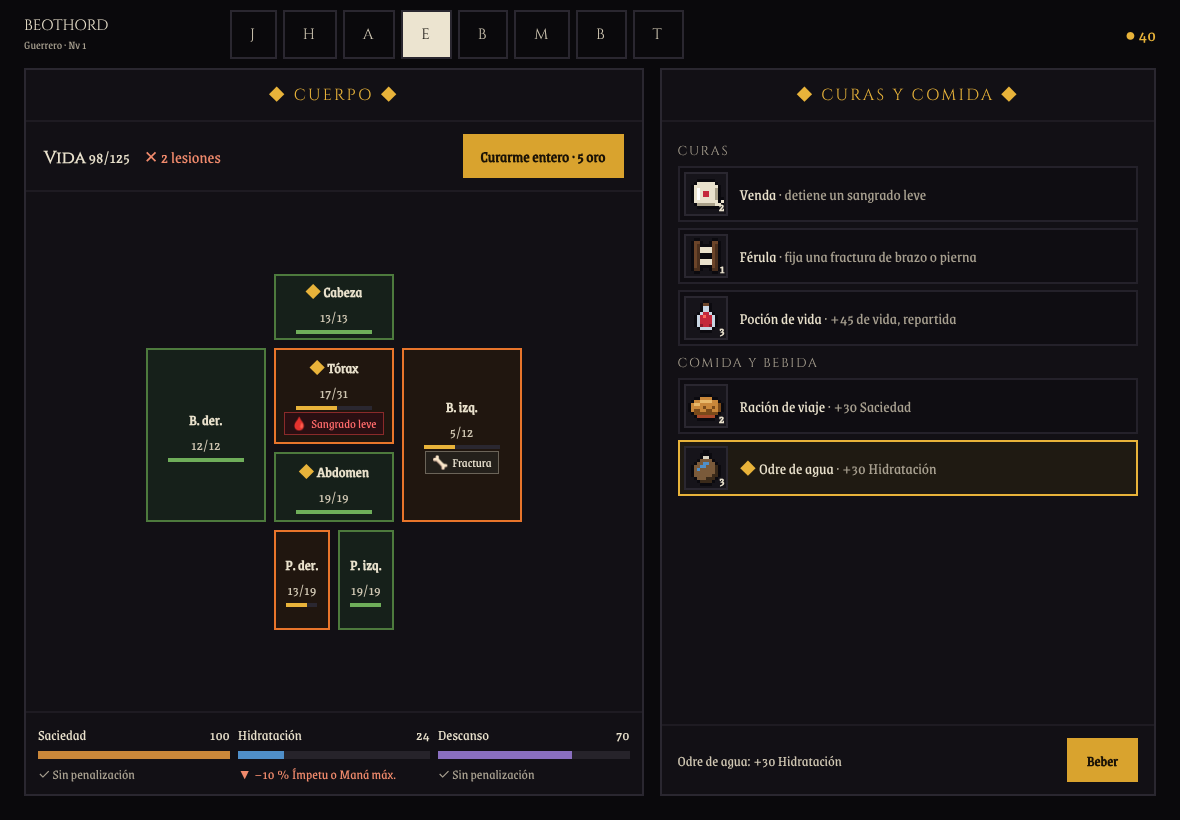 BEOTHORD
Guerrero · Nv 1
J H A E B M B T
40
CUERPO
VIDA 98/125 ✕ 2 lesiones
Curarme entero · 5 oro
Cabeza
13/13
B. der.
12/12
Tórax
17/31
Sangrado leve
B. izq.
5/12
Fractura
Abdomen
19/19
P. der.
13/19
P. izq.
19/19
Saciedad 100
✓ Sin penalización
Hidratación 24
▼ −10 % Ímpetu o Maná máx.
Descanso 70
✓ Sin penalización
CURAS Y COMIDA
CURAS
2 Venda · detiene un sangrado leve
1 Férula · fija una fractura de brazo o pierna
3 Poción de vida · +45 de vida, repartida
COMIDA Y BEBIDA
2 Ración de viaje · +30 Saciedad
3 Odre de agua · +30 Hidratación
Odre de agua: +30 Hidratación
Beber